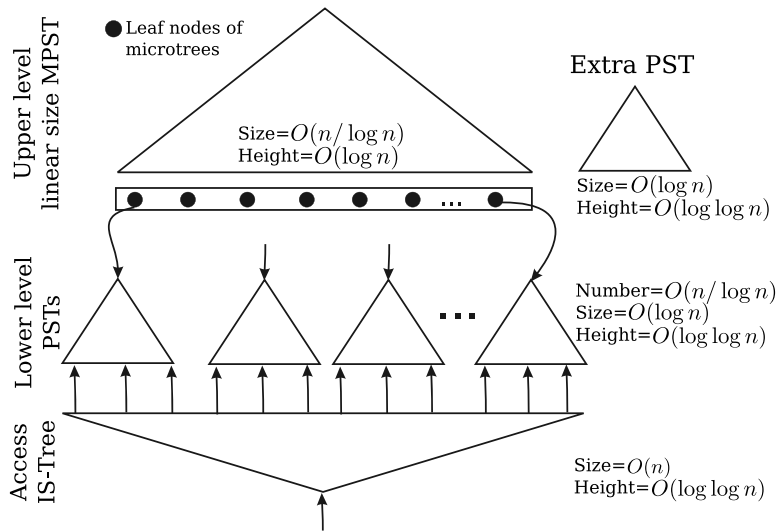 Upper level
linear size MPST
Leaf nodes of
microtrees
Size=O(n/ log n)
Height=O(log n)
Extra PST
Size=O(log n)
Height=O(log log n)
...
Lower level
PSTs
...
Number=O(n/ log n)
Size=O(log n)
Height=O(log log n)
Access
IS-Tree
Size=O(n)
Height=O(log log n)